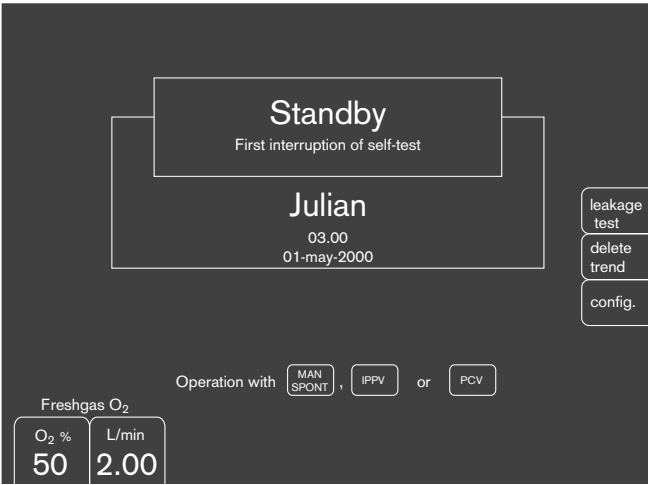 Standby
First interruption of self-test
Julian
03.00
01-may-2000
leakage
test
delete
trend
config.
Operation with MAN SPONT , IPPV or PCV
Freshgas O₂
O₂ % L/min
50 2.00